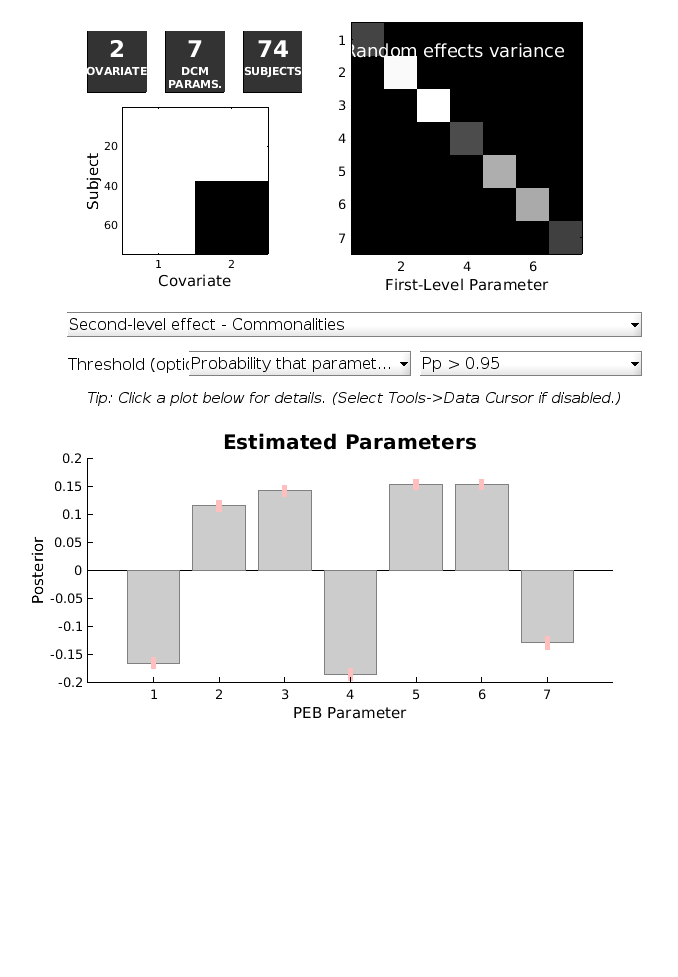 2
OVARIATE
7
DCM
PARAMS.
74
SUBJECTS
20
40
60
Subject
1
2
Covariate
Random effects variance
1
2
3
4
5
6
7
2
4
6
First-Level Parameter
Second-level effect - Commonalities
Threshold (optic
Probability that paramet...
Pp > 0.95
Tip: Click a plot below for details. (Select Tools->Data Cursor if disabled.)
Estimated Parameters
0.2
0.15
0.1
0.05
0
-0.05
-0.1
-0.15
-0.2
Posterior
1
2
3
4
5
6
7
PEB Parameter